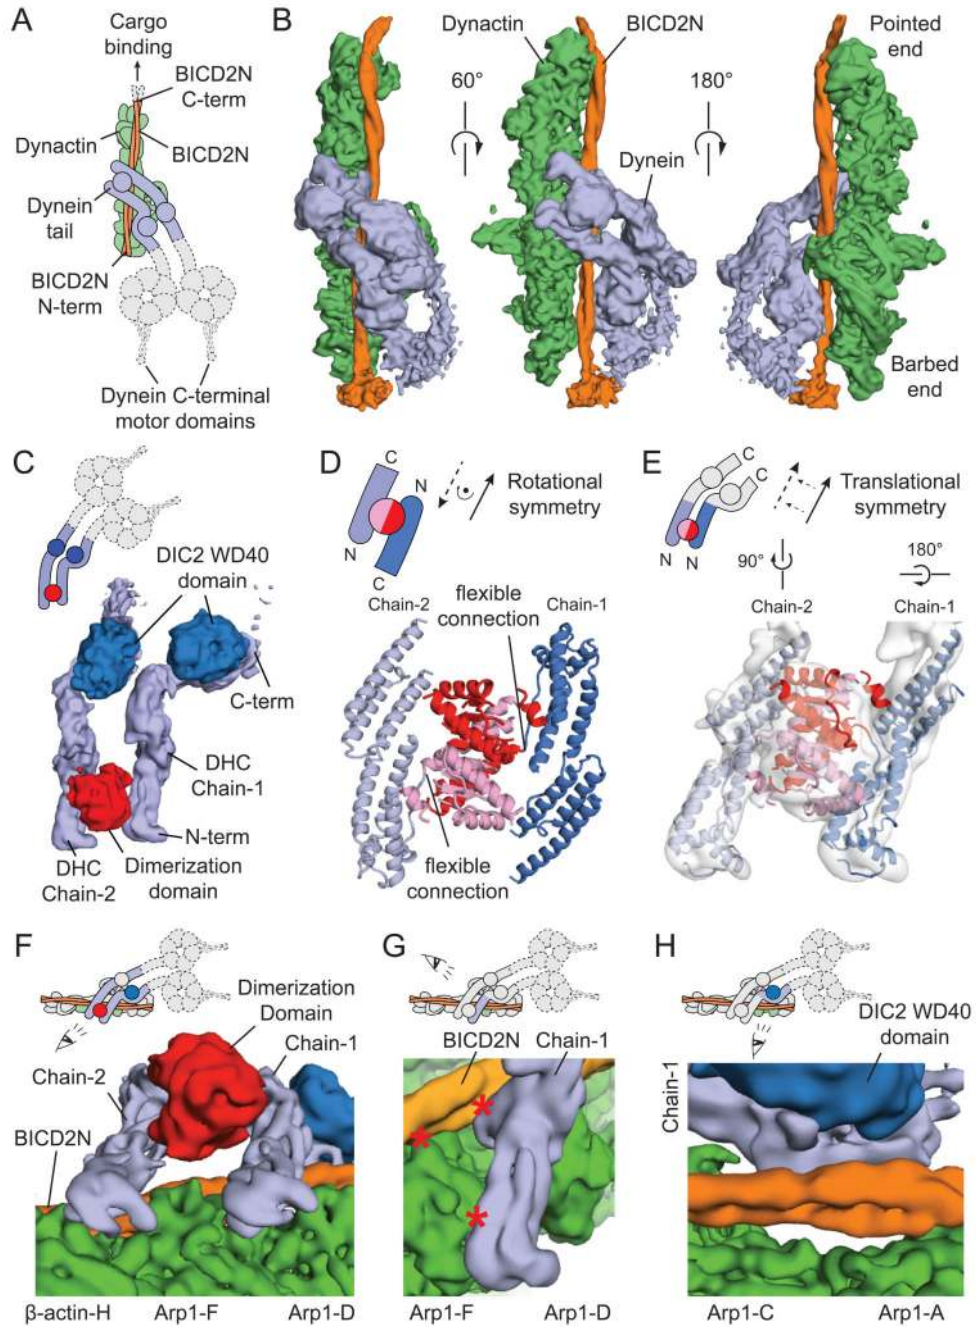 A
Cargo
binding
BICD2N
C-term
Dynactin
BICD2N
Dynein
tail
BICD2N
N-term
Dynein C-terminal
motor domains
B
Dynactin
BICD2N
Pointed
end
60°
180°
Dynein
Barbed
end
C
DIC2 WD40
domain
C-term
DHC
Chain-1
N-term
DHC
Chain-2
Dimerization
domain
D
C
N
N
C
Rotational
symmetry
Chain-2
flexible
connection
Chain-1
flexible
connection
E
C
C
N
N
Translational
symmetry
90°
180°
Chain-2
Chain-1
F
Dimerization
Domain
Chain-1
Chain-2
BICD2N
β-actin-H
Arp1-F
Arp1-D
G
BICD2N
Chain-1
*
*
*
Arp1-F
Arp1-D
H
DIC2 WD40
domain
Chain-1
Arp1-C
Arp1-A